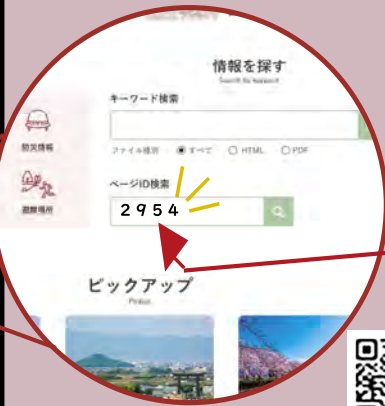 情報を探す
Search by keyword
キーワード検索
防災情報
ファイル種別 すべて HTML PDF
避難場所
ページID検索
2954
ピックアップ
Pickup